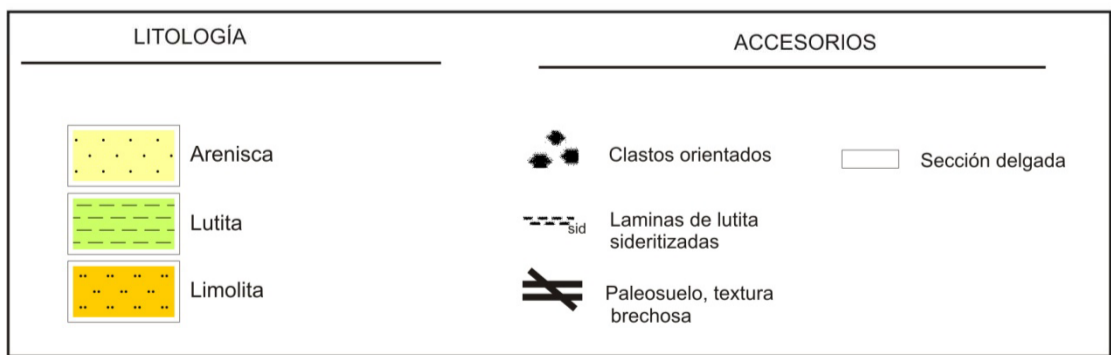 LITOLOGÍA
ACCESORIOS
Arenisca
Clastos orientados
Sección delgada
Lutita
sid
Laminas de lutita
sideritizadas
Limolita
Paleosuelo, textura
brechosa